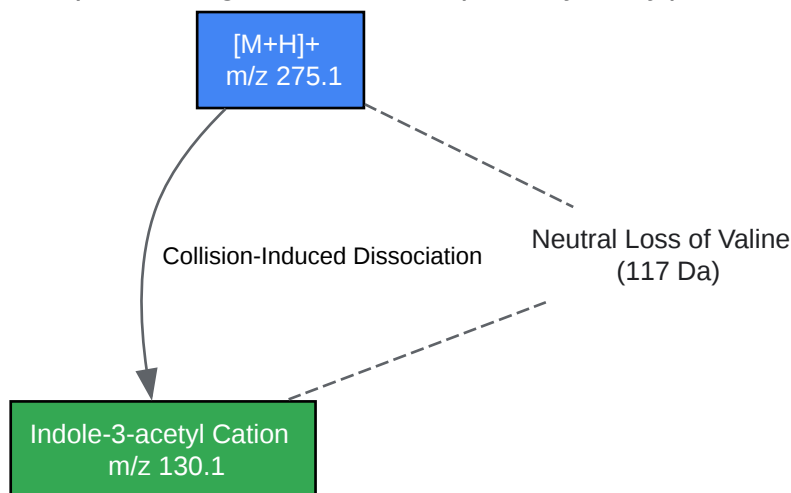 [M+H]+
m/z 275.1
Collision-Induced Dissociation
Neutral Loss of Valine
(117 Da)
Indole-3-acetyl Cation
m/z 130.1